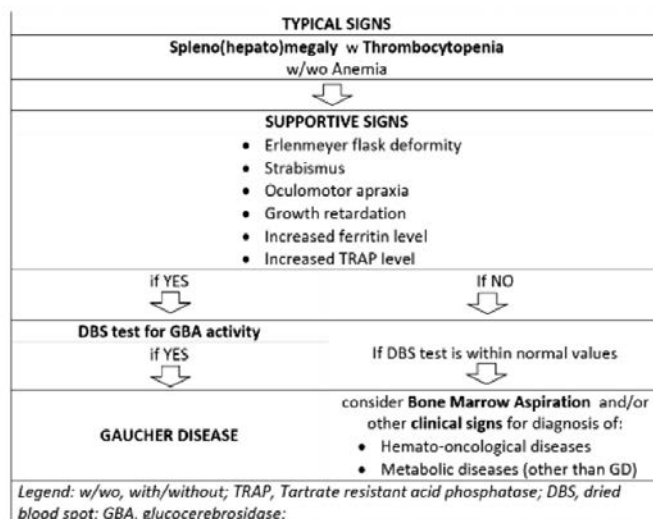 TYPICAL SIGNS
Spleno(hepato)megaly w Thrombocytopenia
w/wo Anemia
SUPPORTIVE SIGNS
• Erlenmeyer flask deformity
• Strabismus
• Oculomotor apraxia
• Growth retardation
• Increased ferritin level
• Increased TRAP level
if YES
If NO
DBS test for GBA activity
if YES
If DBS test is within normal values
GAUCHER DISEASE
consider Bone Marrow Aspiration and/or
other clinical signs for diagnosis of:
• Hemato-oncological diseases
• Metabolic diseases (other than GD)
Legend: w/wo, with/without; TRAP, Tartrate resistant acid phosphatase; DBS, dried
blood spot; GBA, glucocerebrosidase;